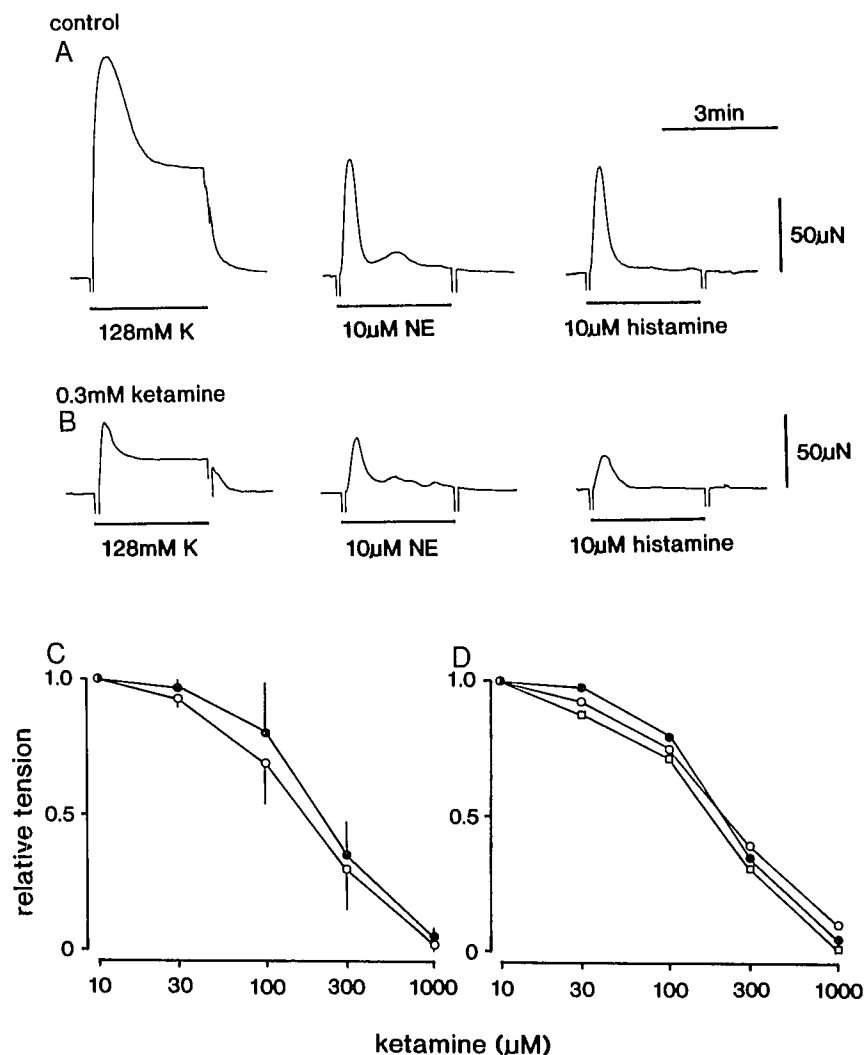 control
A
3min
50µN
128mM K
10µM NE
10µM histamine
0.3mM ketamine
B
50µN
128mM K
10µM NE
10µM histamine
C
D
1.0
0.5
0
relative tension
10 30 100 300 1000
1.0
0.5
0
10 30 100 300 1000
ketamine (µM)